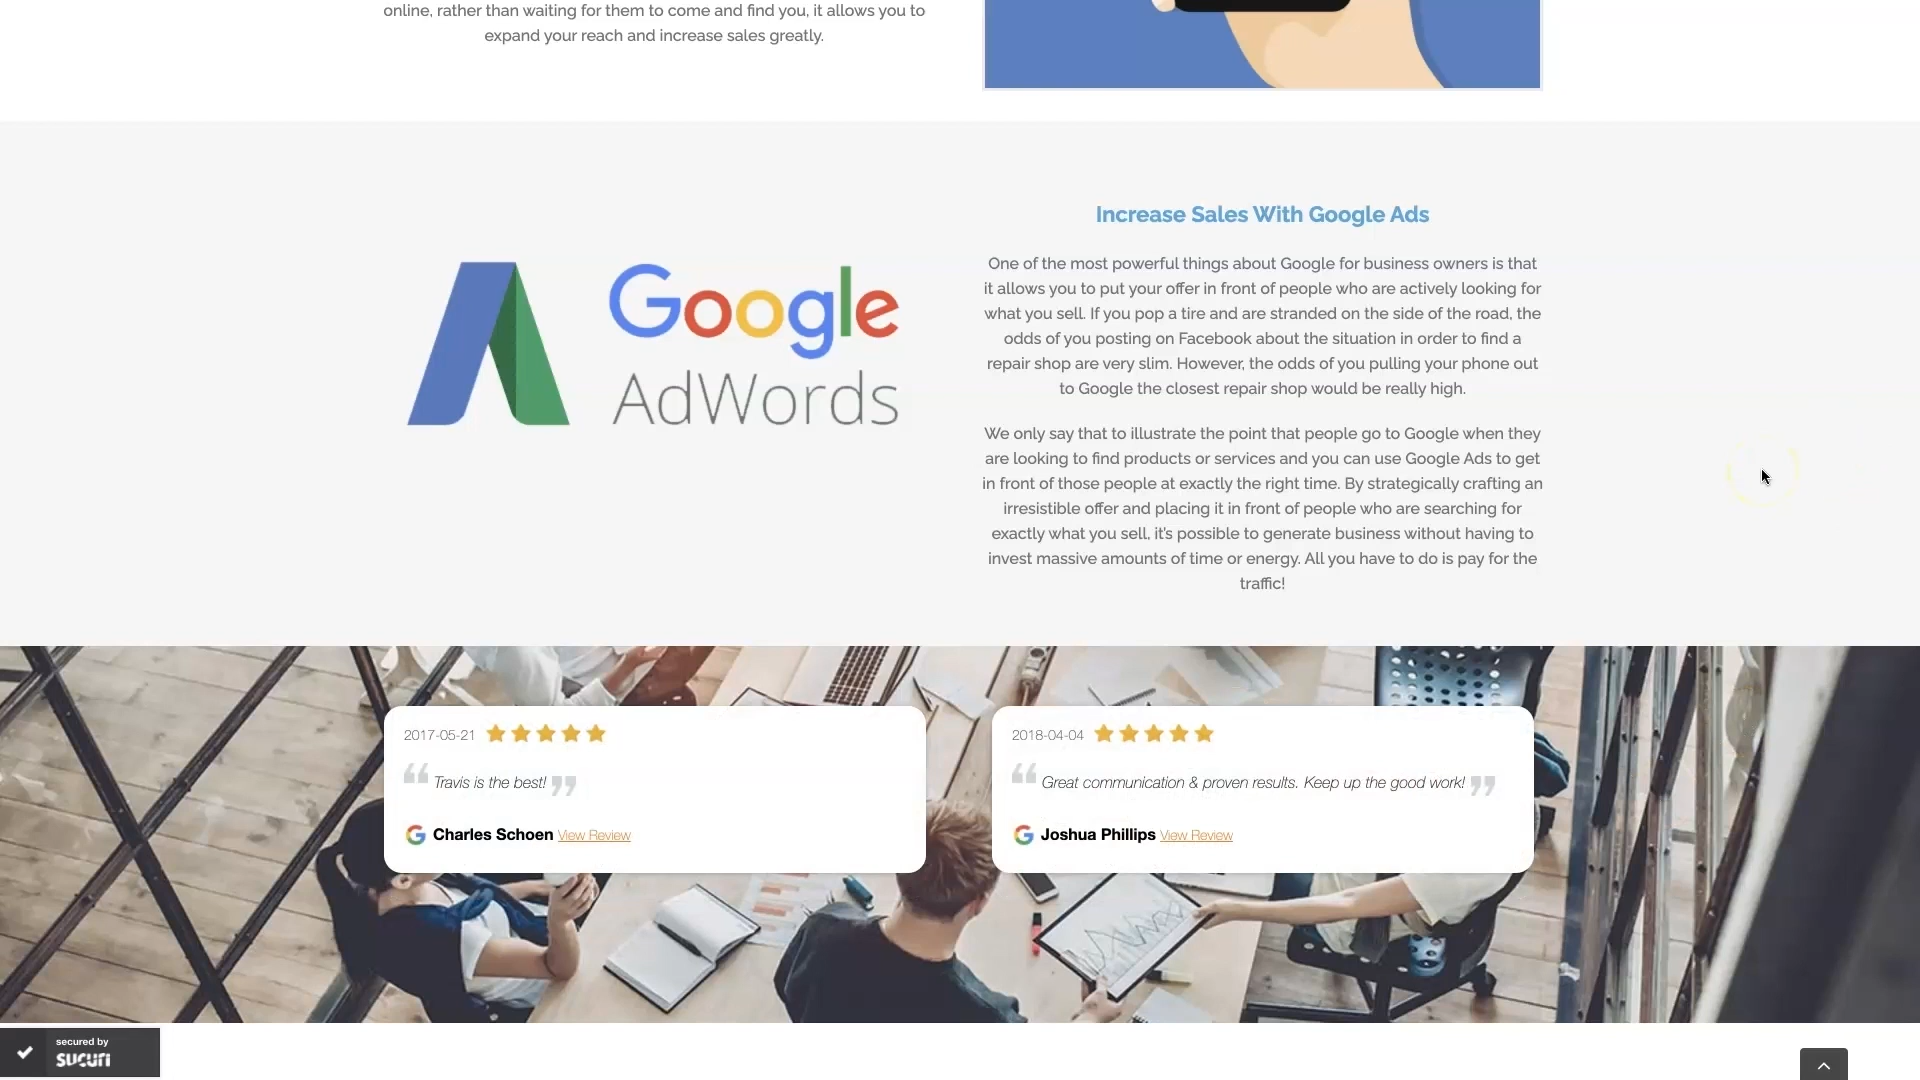 online, rather than waiting for them to come and find you, it allows you to
expand your reach and increase sales greatly.
Increase Sales With Google Ads
Google
AdWords
One of the most powerful things about Google for business owners is that
it allows you to put your offer in front of people who are actively looking for
what you sell. If you pop a tire and are stranded on the side of the road, the
odds of you posting on Facebook about the situation in order to find a
repair shop are very slim. However, the odds of you pulling your phone out
to Google the closest repair shop would be really high.
We only say that to illustrate the point that people go to Google when they
are looking to find products or services and you can use Google Ads to get
in front of those people at exactly the right time. By strategically crafting an
irresistible offer and placing it in front of people who are searching for
exactly what you sell, it's possible to generate business without having to
invest massive amounts of time or energy. All you have to do is pay for the
traffic!
2017-05-21
“ Travis is the best! ”
Charles Schoen View Review
2018-04-04
“ Great communication & proven results. Keep up the good work! ”
Joshua Phillips View Review
secured by
sucuri